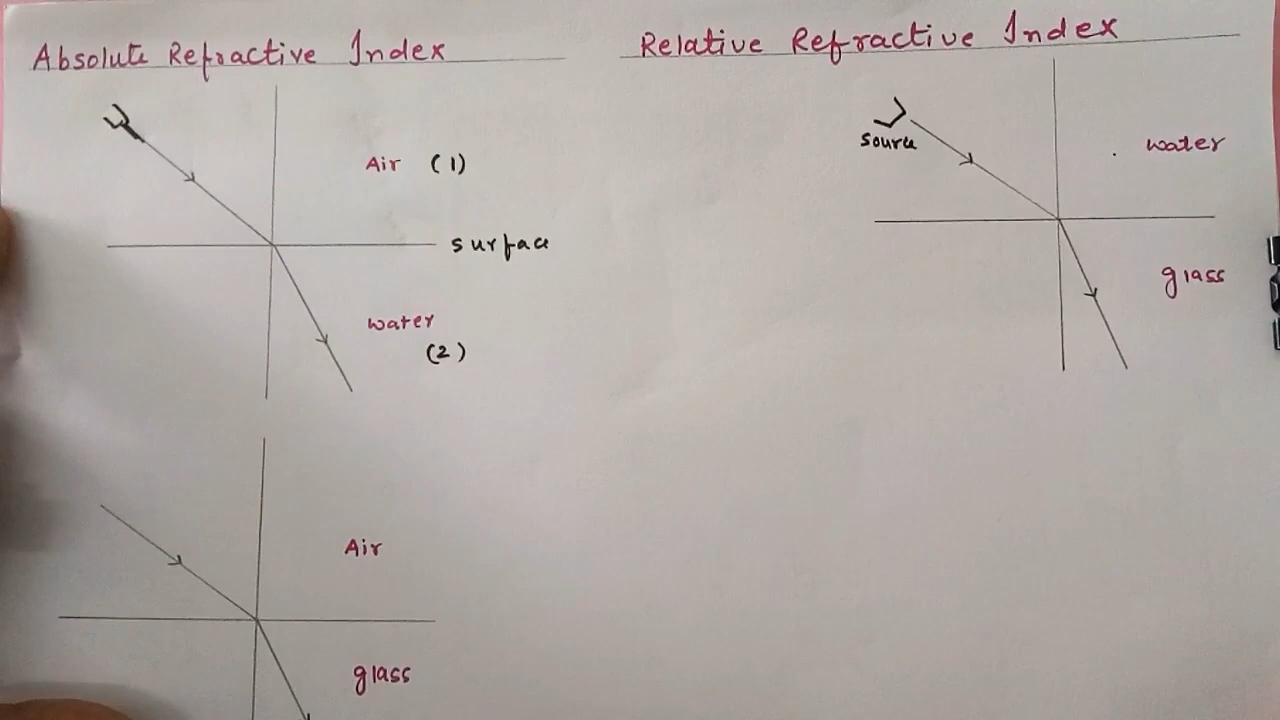 Absolute Refractive Index
Air (1)
surface
water
(2)
Air
glass
Relative Refractive Index
source
water
glass